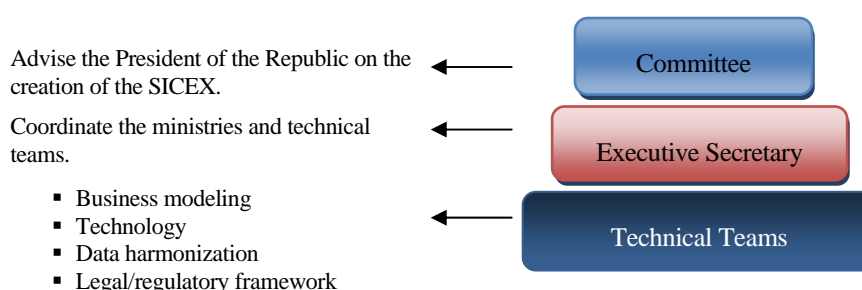 Advise the President of the Republic on the
creation of the SICEX.
Committee
Coordinate the ministries and technical
teams.
Executive Secretary
▪ Business modeling
▪ Technology
▪ Data harmonization
▪ Legal/regulatory framework
Technical Teams